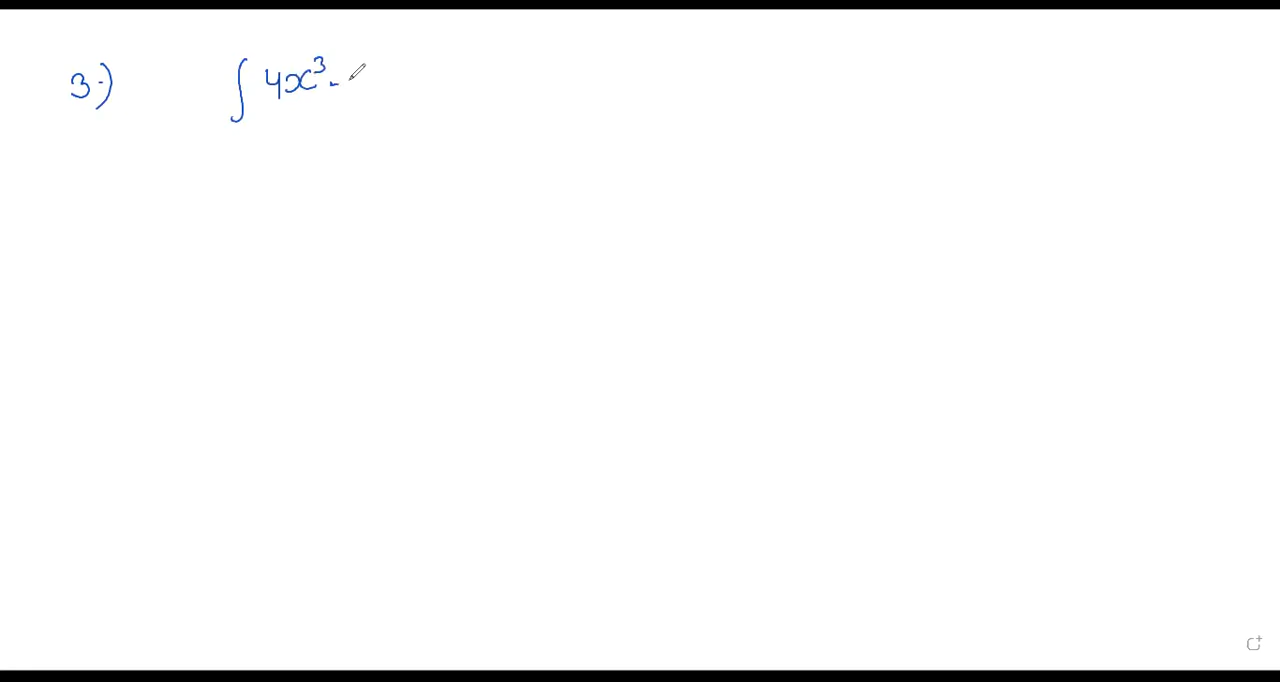 3.) ∫ 4x³ -